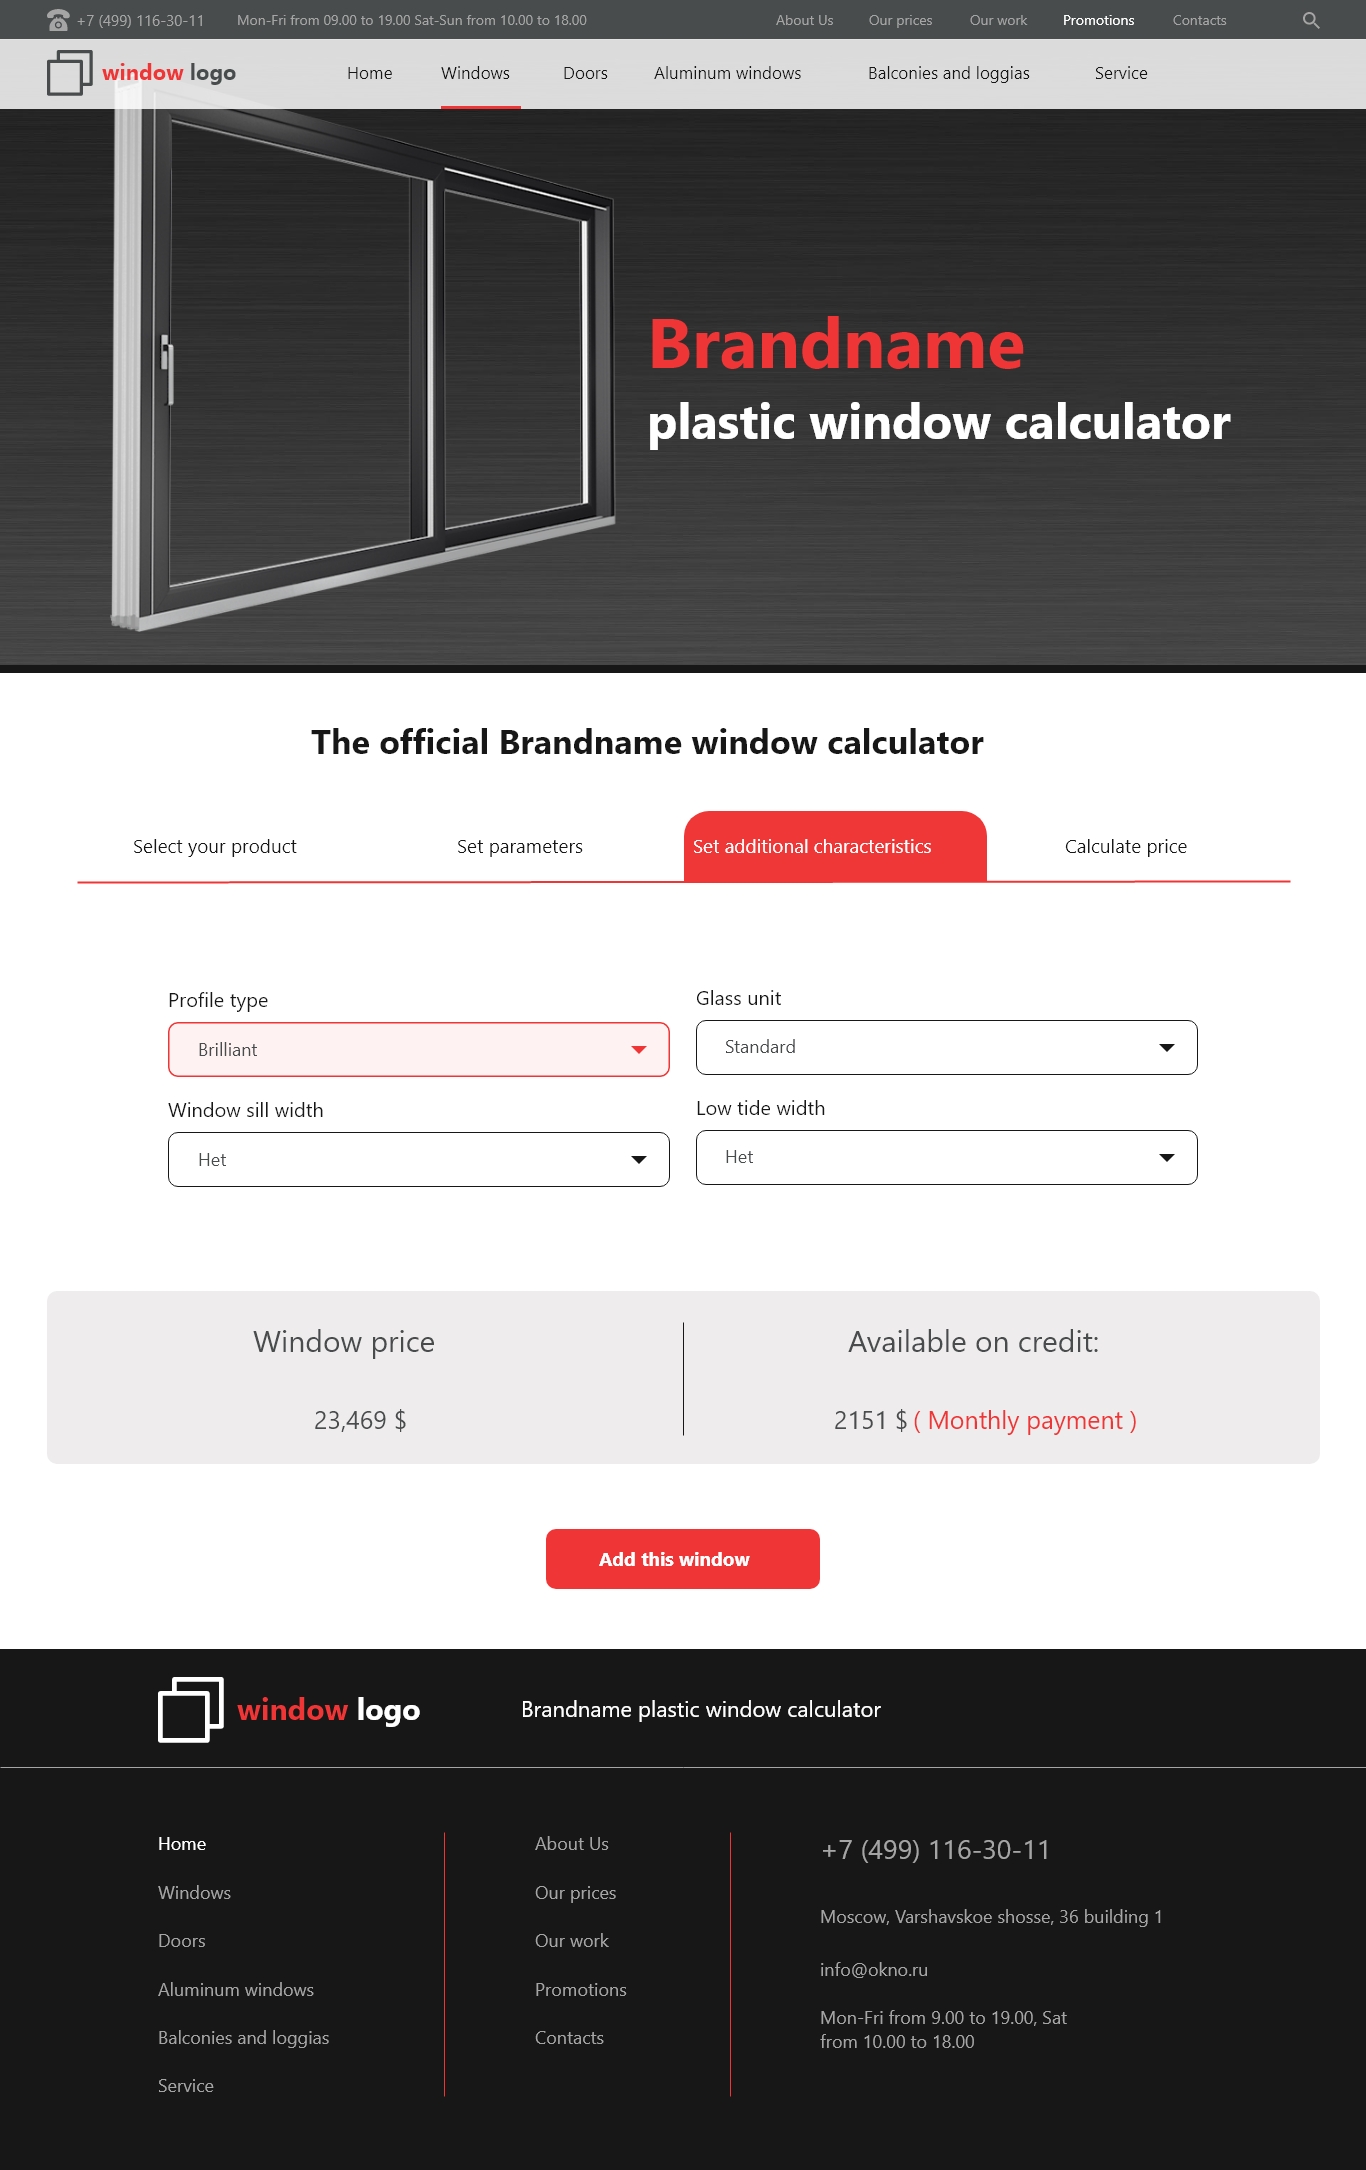 +7 (499) 116-30-11 Mon-Fri from 09.00 to 19.00 Sat-Sun from 10.00 to 18.00 About Us Our prices Our work Promotions Contacts
window logo Home Windows Doors Aluminum windows Balconies and loggias Service
Brandname
plastic window calculator
The official Brandname window calculator
Select your product Set parameters Set additional characteristics Calculate price
Profile type Glass unit
Brilliant Standard
Window sill width Low tide width
Нет Нет
Window price Available on credit:
23,469 $ 2151 $ ( Monthly payment )
Add this window
window logo Brandname plastic window calculator
Home
Windows
Doors
Aluminum windows
Balconies and loggias
Service
About Us
Our prices
Our work
Promotions
Contacts
+7 (499) 116-30-11
Moscow, Varshavskoe shosse, 36 building 1
info@okno.ru
Mon-Fri from 9.00 to 19.00, Sat
from 10.00 to 18.00